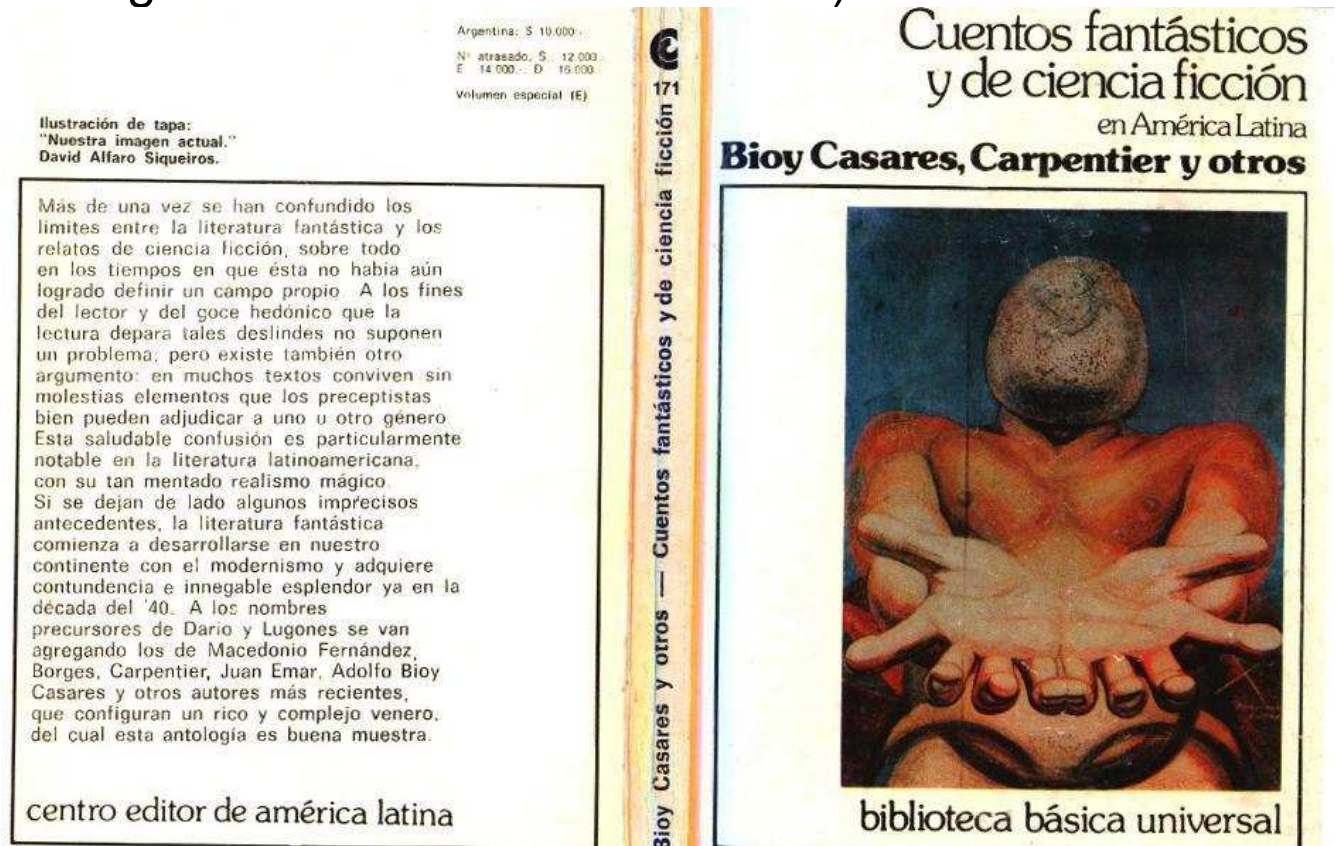 Argentina: $ 10.000.-
Nº atrasado, S. 12.000.-
E 14.000.-. D 16.000.-
Volumen especial (E)
Ilustración de tapa:
"Nuestra imagen actual."
David Alfaro Siqueiros.
Más de una vez se han confundido los
límites entre la literatura fantástica y los
relatos de ciencia ficción, sobre todo
en los tiempos en que ésta no había aún
logrado definir un campo propio. A los fines
del lector y del goce hedónico que la
lectura depara tales deslindes no suponen
un problema, pero existe también otro
argumento: en muchos textos conviven sin
molestias elementos que los preceptistas
bien pueden adjudicar a uno u otro género.
Esta saludable confusión es particularmente
notable en la literatura latinoamericana,
con su tan mentado realismo mágico.
Si se dejan de lado algunos imprecisos
antecedentes, la literatura fantástica
comienza a desarrollarse en nuestro
continente con el modernismo y adquiere
contundencia e innegable esplendor ya en la
década del '40. A los nombres
precursores de Darío y Lugones se van
agregando los de Macedonio Fernández,
Borges, Carpentier, Juan Emar, Adolfo Bioy
Casares y otros autores más recientes,
que configuran un rico y complejo venero,
del cual esta antología es buena muestra.
centro editor de américa latina
171
Bioy Casares y otros — Cuentos fantásticos y de ciencia ficción
Cuentos fantásticos
y de ciencia ficción
en América Latina
Bioy Casares, Carpentier y otros
biblioteca básica universal